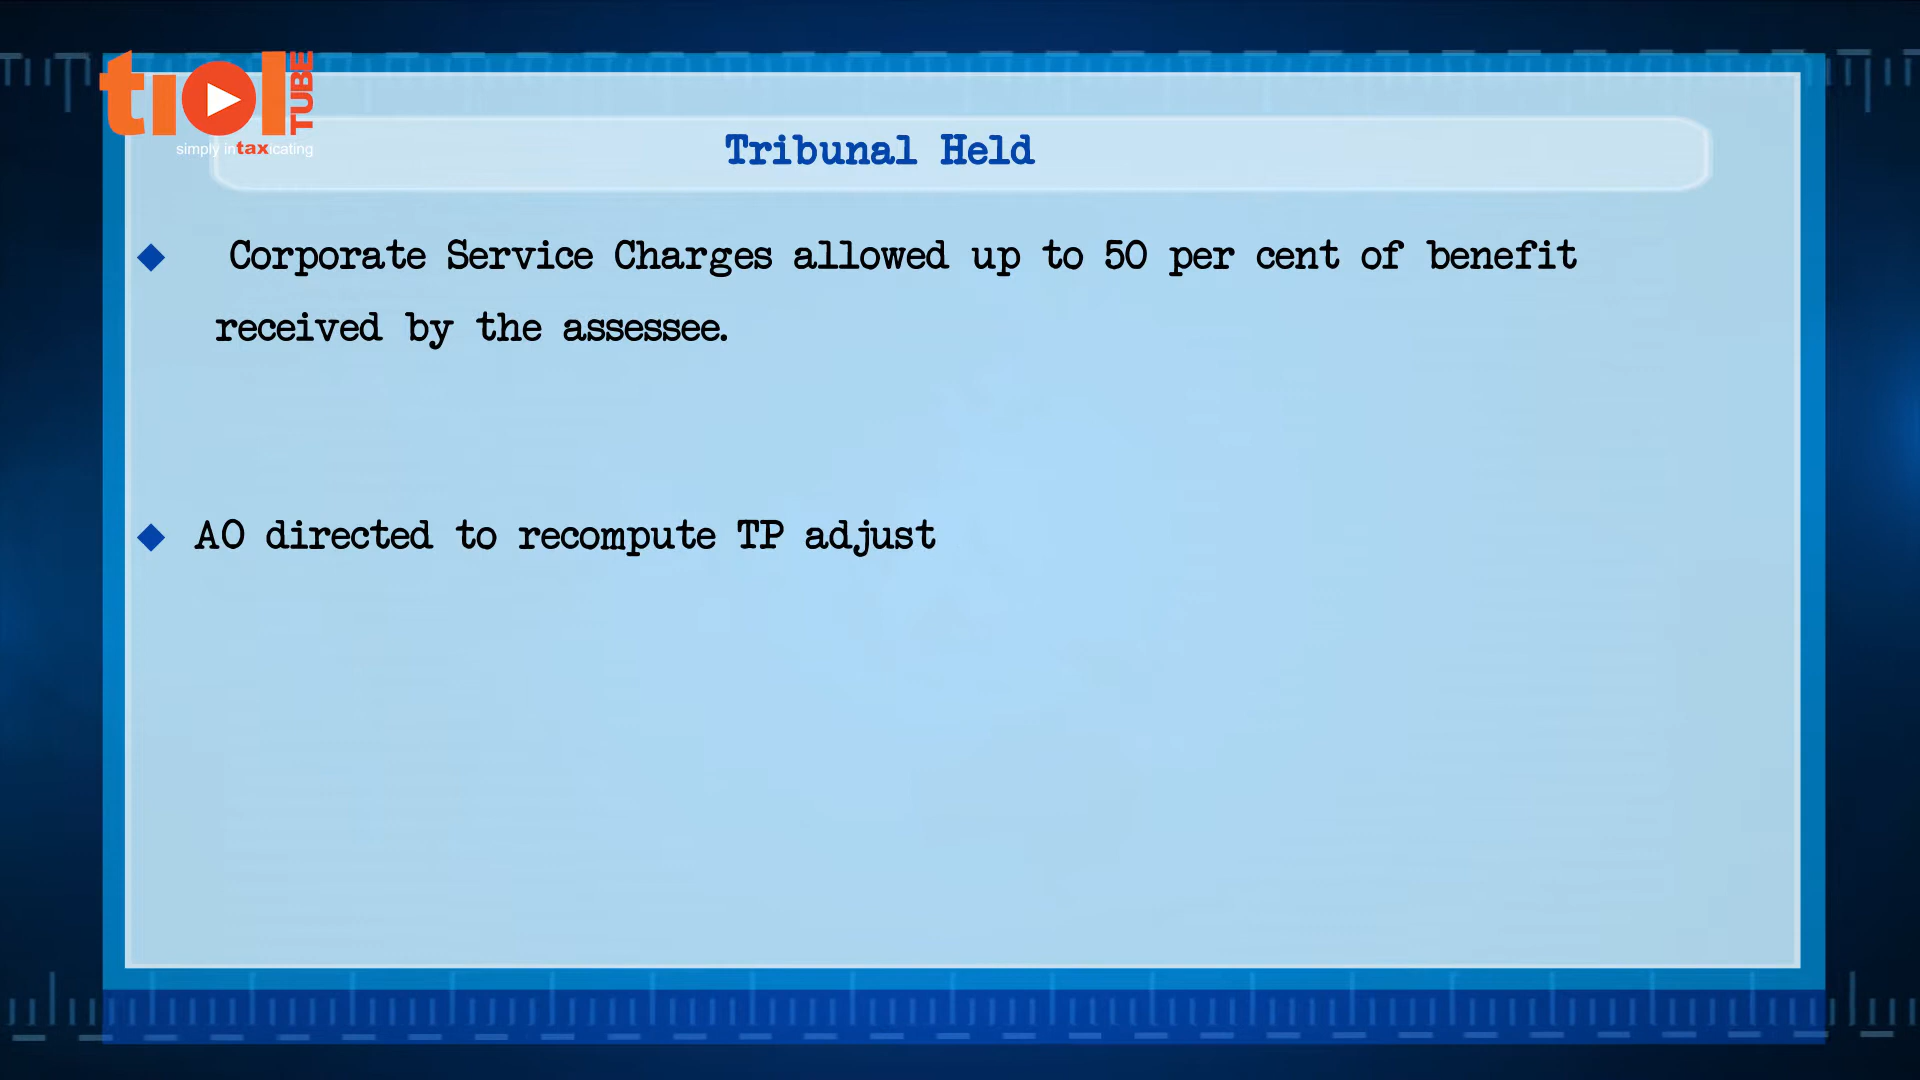 tiol TUBE
simply intaxicating
Tribunal Held
Corporate Service Charges allowed up to 50 per cent of benefit
received by the assessee.
AO directed to recompute TP adjust